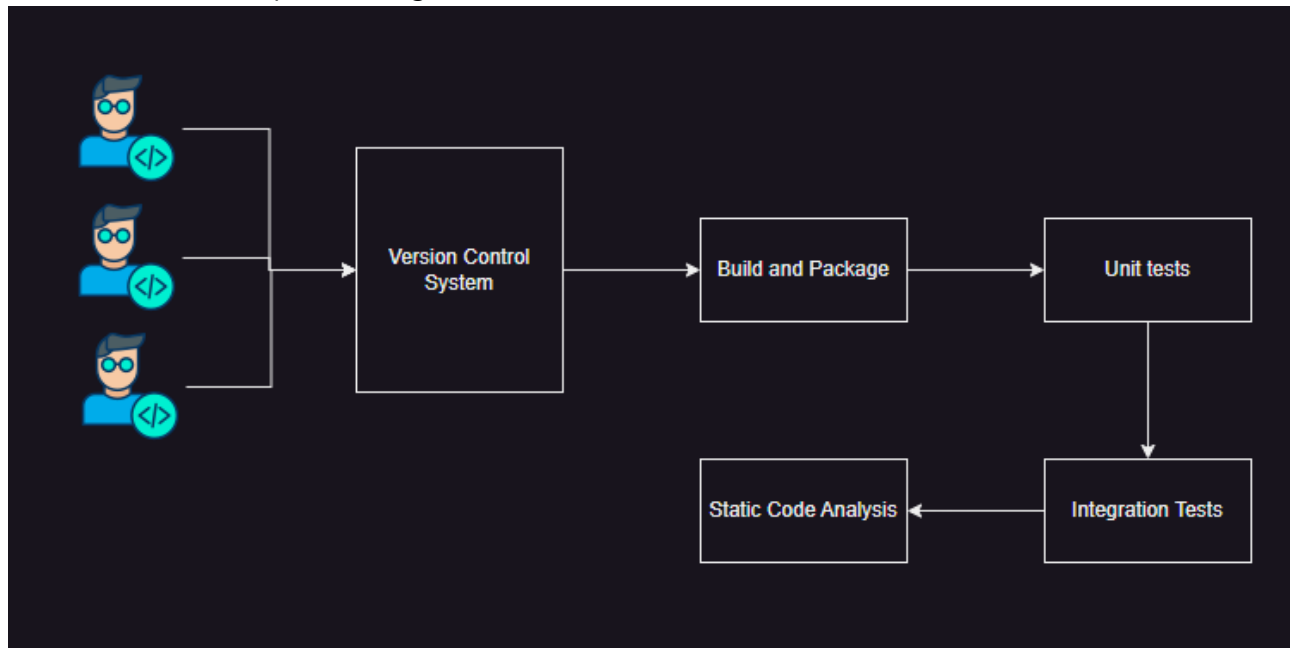 </>
</>
</>
Version Control
System
Build and Package
Unit tests
Static Code Analysis
Integration Tests